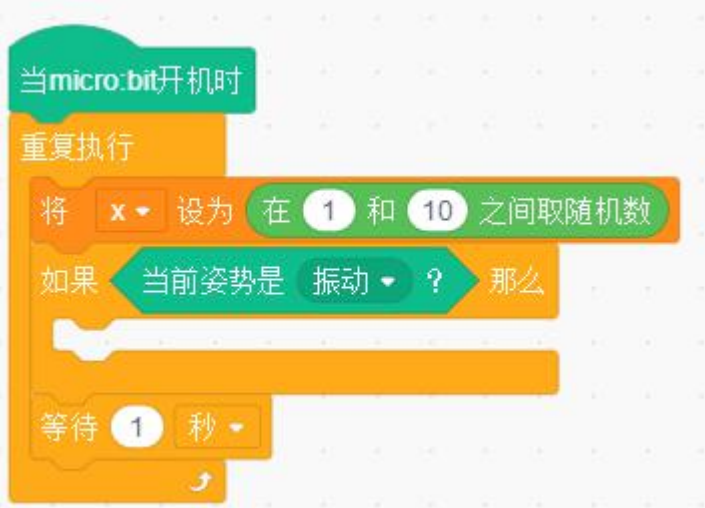 当micro:bit开机时
重复执行
将 x 设为 在 1 和 10 之间取随机数
如果 当前姿势是 振动 ? 那么
等待 1 秒